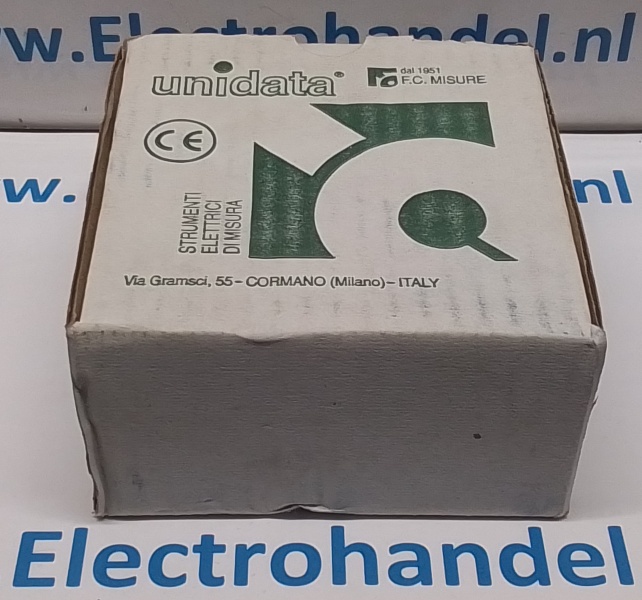 www.Electrohandel.nl
unidata®
dal 1951
F.C. MISURE
CE
STRUMENTI
ELETTRICI
DI MISURA
Via Gramsci, 55 - CORMANO (Milano) - ITALY
www.
nl
Electrohandel